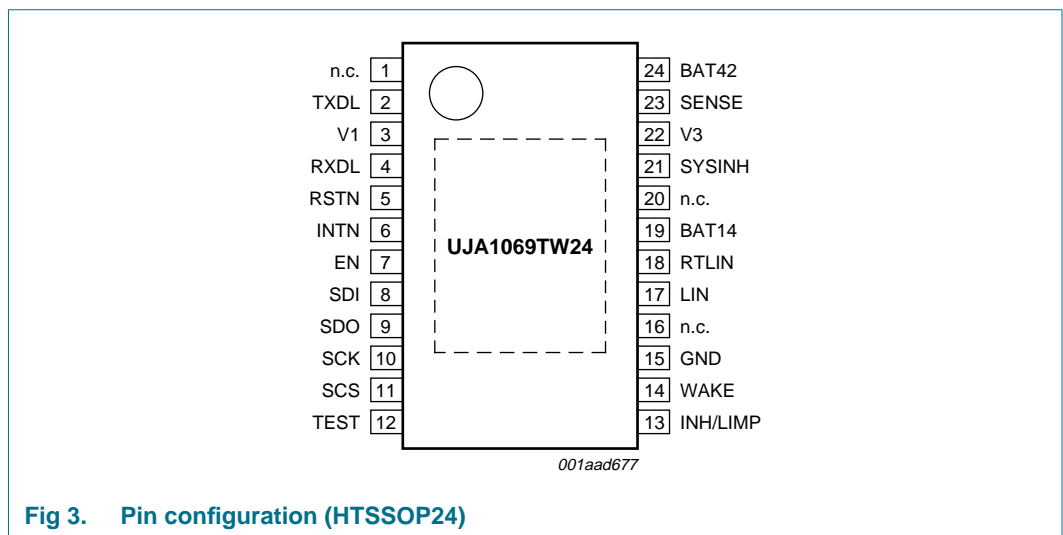 n.c. 1
TXDL 2
V1 3
RXDL 4
RSTN 5
INTN 6
EN 7
SDI 8
SDO 9
SCK 10
SCS 11
TEST 12
UJA1069TW24
24 BAT42
23 SENSE
22 V3
21 SYSINH
20 n.c.
19 BAT14
18 RTLIN
17 LIN
16 n.c.
15 GND
14 WAKE
13 INH/LIMP
001aad677
Fig 3. Pin configuration (HTSSOP24)